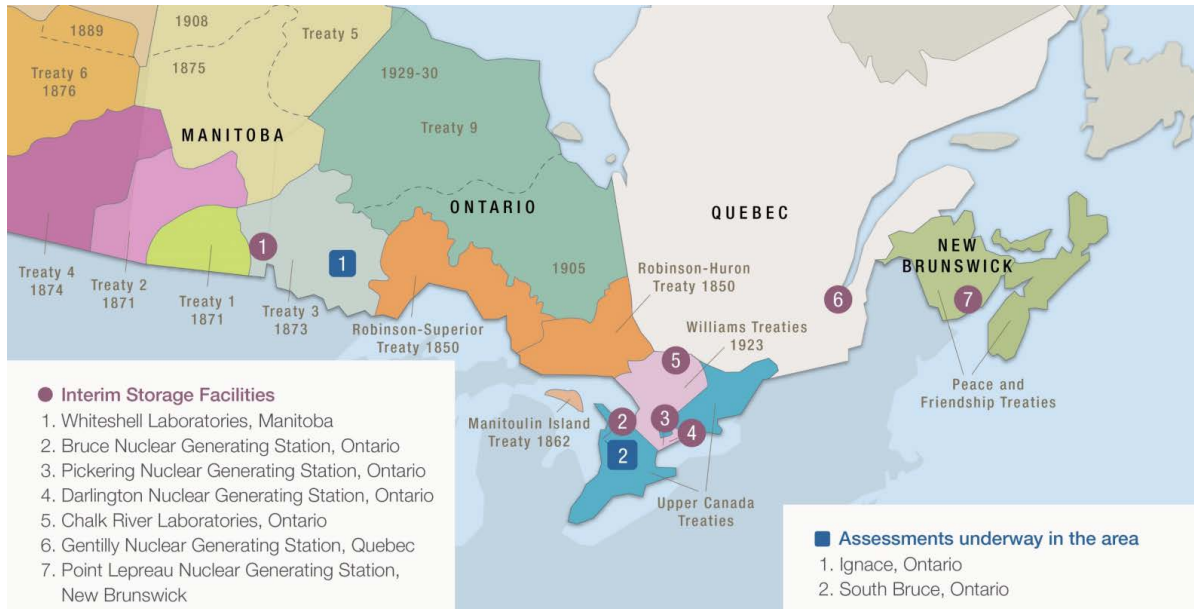 1889
1908
Treaty 5
Treaty 6
1876
1875
1929-30
MANITOBA
Treaty 9
ONTARIO
QUEBEC
1
1
1905
NEW
BRUNSWICK
Treaty 4
1874
Treaty 2
1871
Treaty 1
1871
Treaty 3
1873
Robinson-Superior
Treaty 1850
Robinson-Huron
Treaty 1850
6
7
Williams Treaties
1923
5
Peace and
Friendship Treaties
Manitoulin Island
Treaty 1862
2
3
4
2
Upper Canada
Treaties
Interim Storage Facilities
1. Whiteshell Laboratories, Manitoba
2. Bruce Nuclear Generating Station, Ontario
3. Pickering Nuclear Generating Station, Ontario
4. Darlington Nuclear Generating Station, Ontario
5. Chalk River Laboratories, Ontario
6. Gentilly Nuclear Generating Station, Quebec
7. Point Lepreau Nuclear Generating Station,
New Brunswick
Assessments underway in the area
1. Ignace, Ontario
2. South Bruce, Ontario